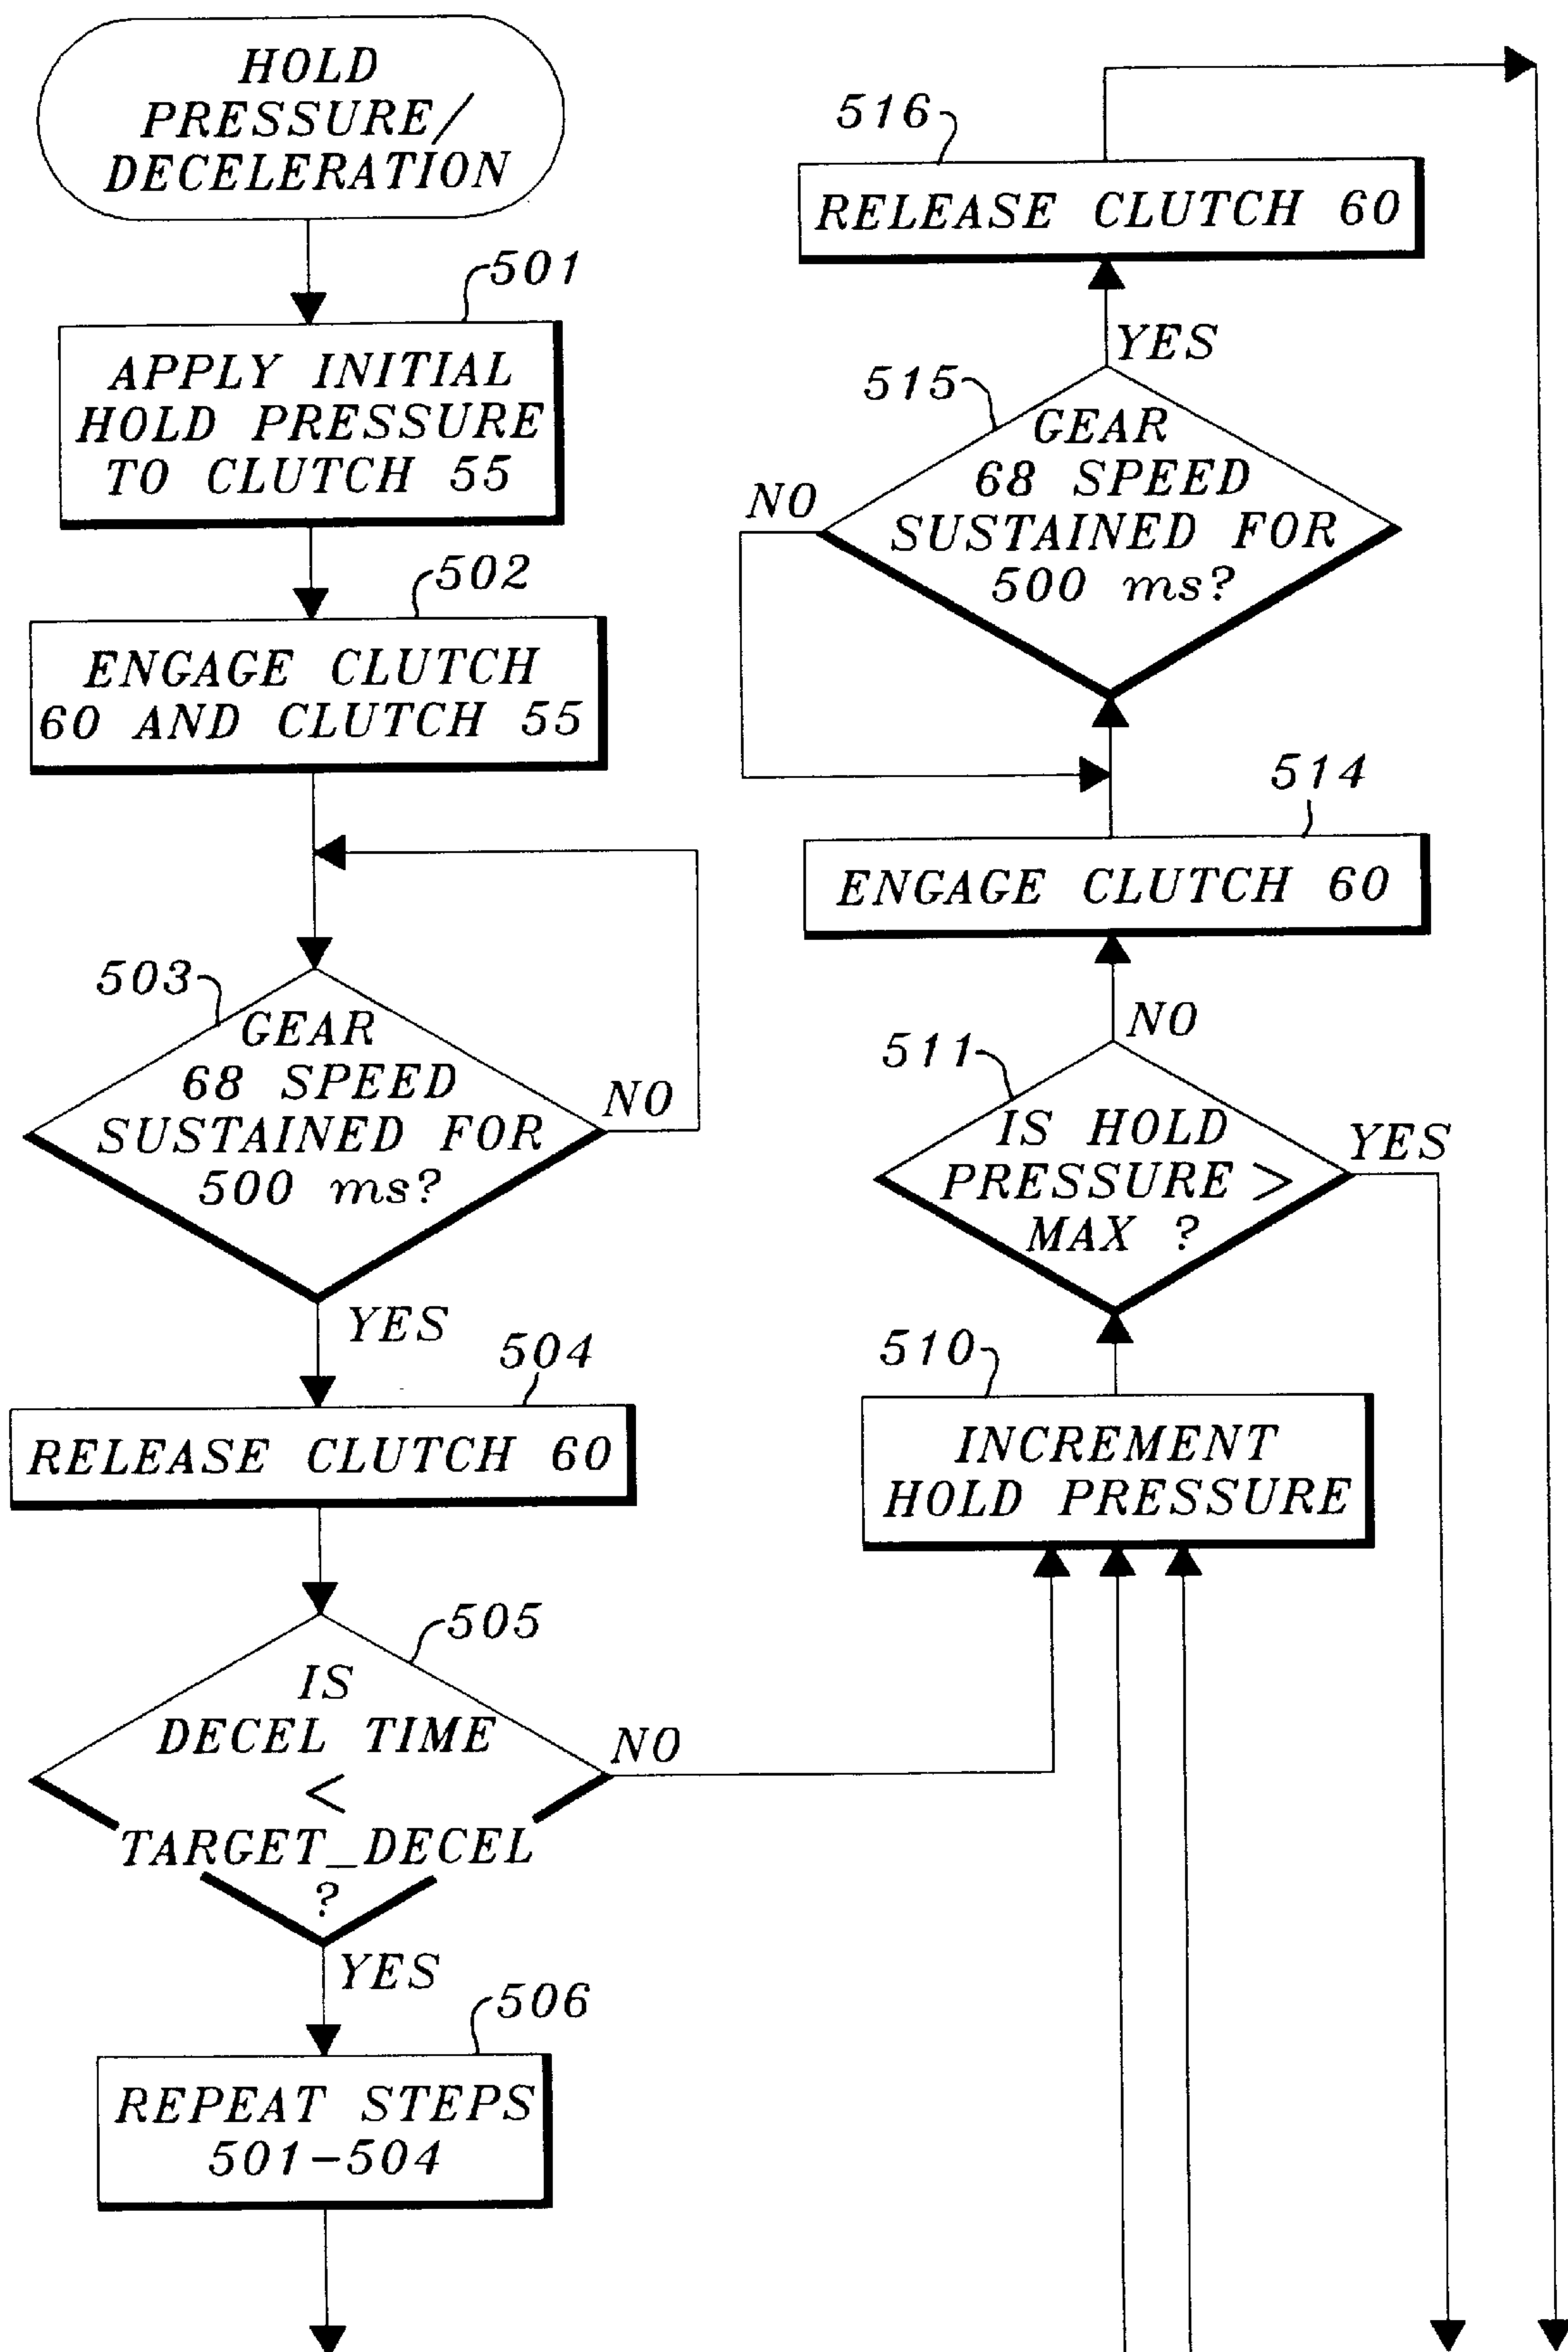 HOLD
PRESSURE/
DECELERATION
501
APPLY INITIAL
HOLD PRESSURE
TO CLUTCH 55
502
ENGAGE CLUTCH
60 AND CLUTCH 55
503
GEAR
68 SPEED
SUSTAINED FOR
500 ms?
NO
YES
504
RELEASE CLUTCH 60
505
IS
DECEL TIME
<
TARGET_DECEL
?
NO
YES
506
REPEAT STEPS
501-504
516
RELEASE CLUTCH 60
YES
515
GEAR
68 SPEED
SUSTAINED FOR
500 ms?
NO
514
ENGAGE CLUTCH 60
NO
511
IS HOLD
PRESSURE >
MAX ?
YES
510
INCREMENT
HOLD PRESSURE